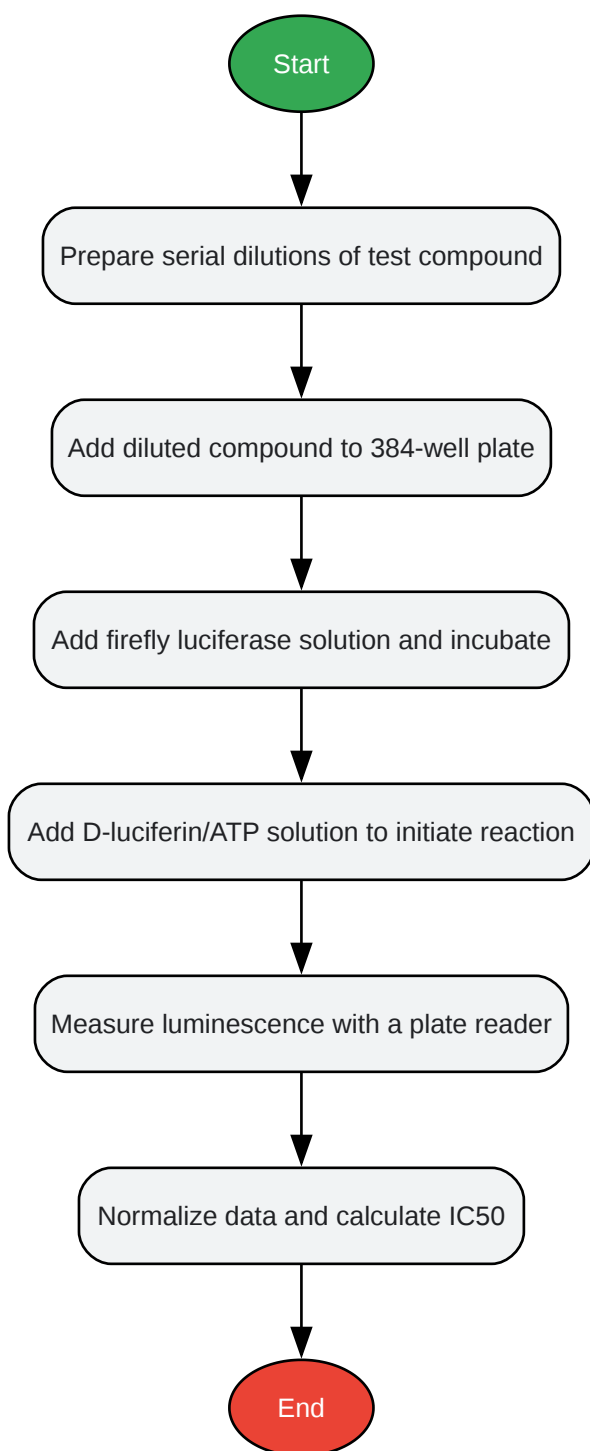 Start
Prepare serial dilutions of test compound
Add diluted compound to 384-well plate
Add firefly luciferase solution and incubate
Add D-luciferin/ATP solution to initiate reaction
Measure luminescence with a plate reader
Normalize data and calculate IC50
End